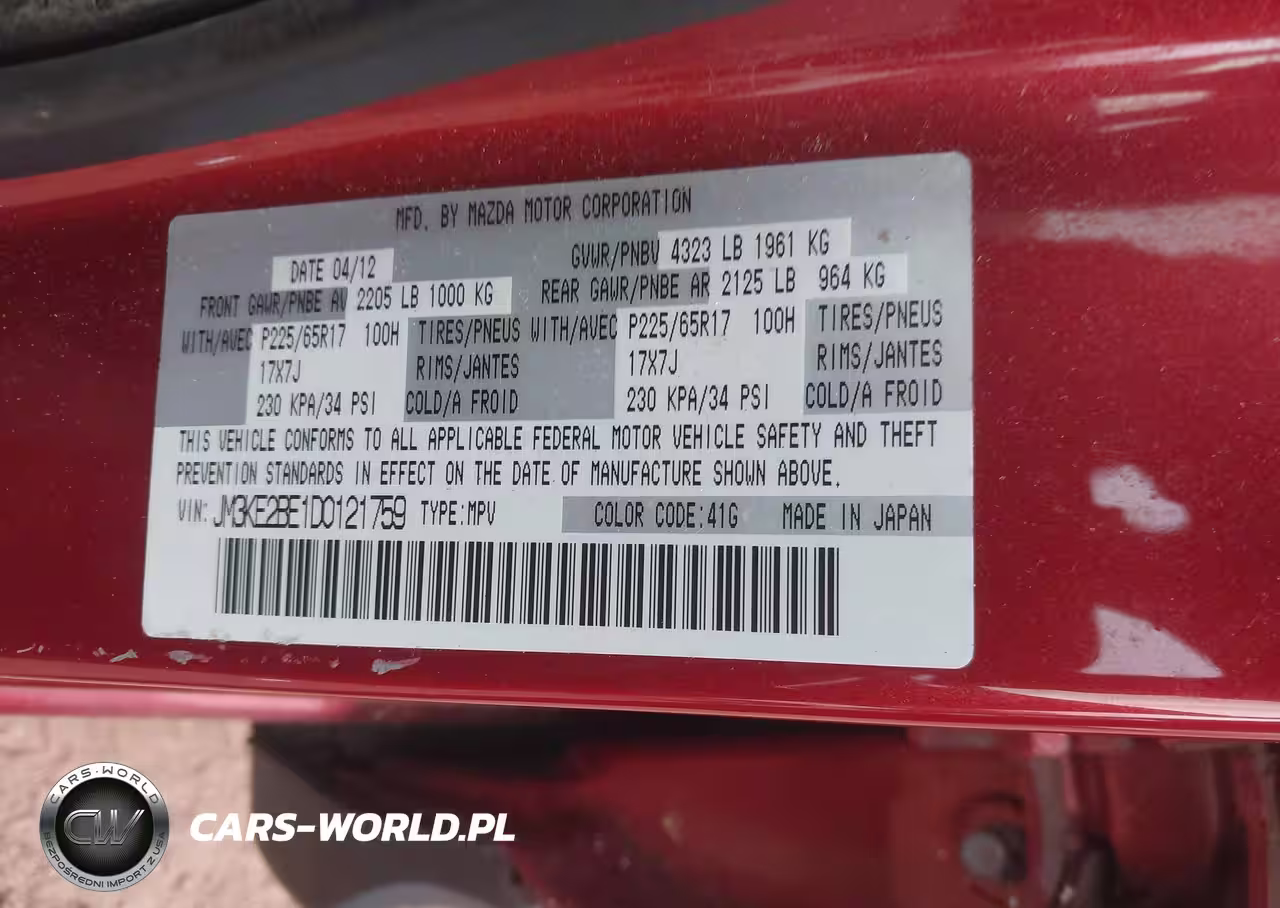 MFD. BY MAZDA MOTOR CORPORATION
DATE 04/12 GVWR/PNBV 4323 LB 1961 KG
FRONT GAWR/PNBE AV 2205 LB 1000 KG REAR GAWR/PNBE AR 2125 LB 964 KG
WITH/AVEC P225/65R17 100H TIRES/PNEUS WITH/AVEC P225/65R17 100H TIRES/PNEUS
17X7J RIMS/JANTES 17X7J RIMS/JANTES
230 KPA/34 PSI COLD/A FROID 230 KPA/34 PSI COLD/A FROID
THIS VEHICLE CONFORMS TO ALL APPLICABLE FEDERAL MOTOR VEHICLE SAFETY AND THEFT
PREVENTION STANDARDS IN EFFECT ON THE DATE OF MANUFACTURE SHOWN ABOVE.
VIN: JM3KE2BE1D0121759 TYPE:MPV COLOR CODE:41G MADE IN JAPAN
CARS-WORLD
CW
BEZPOŚREDNI IMPORT Z USA
CARS-WORLD.PL